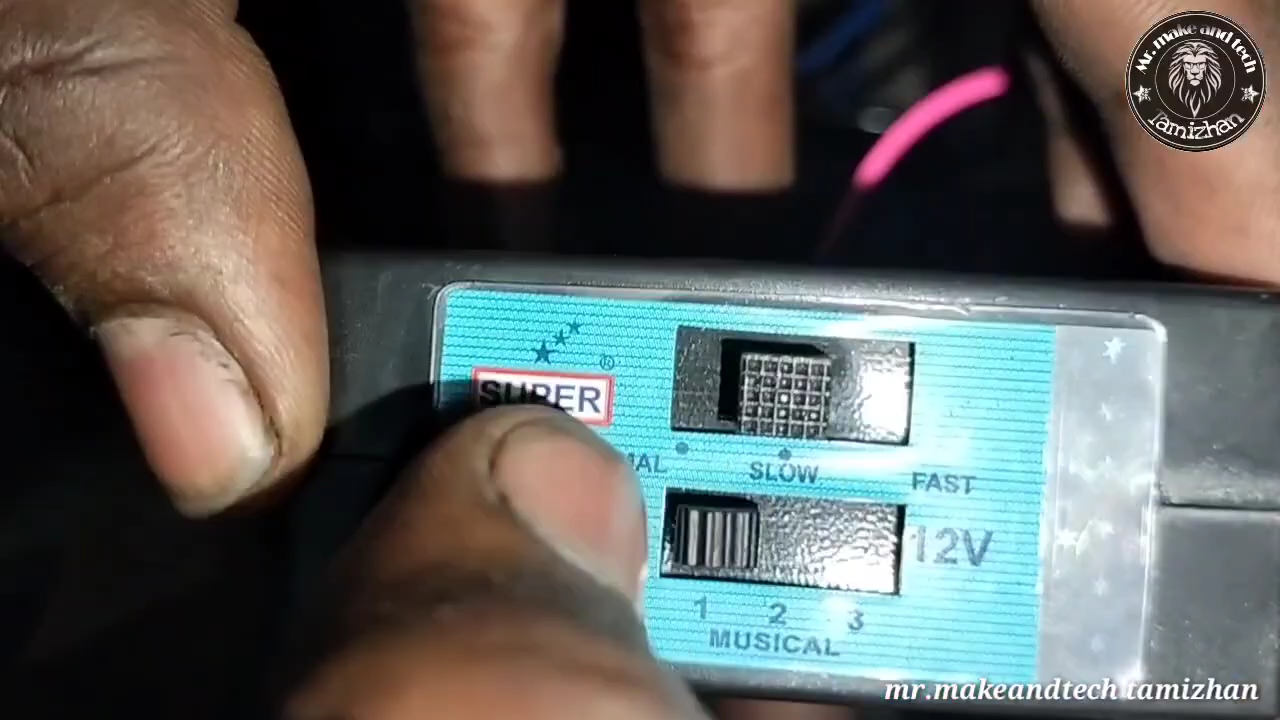 Mr. make and tech
Tamizhan
®
SUPER
SLOW
FAST
12V
1 2 3
MUSICAL
mr.makeandtech tamizhan